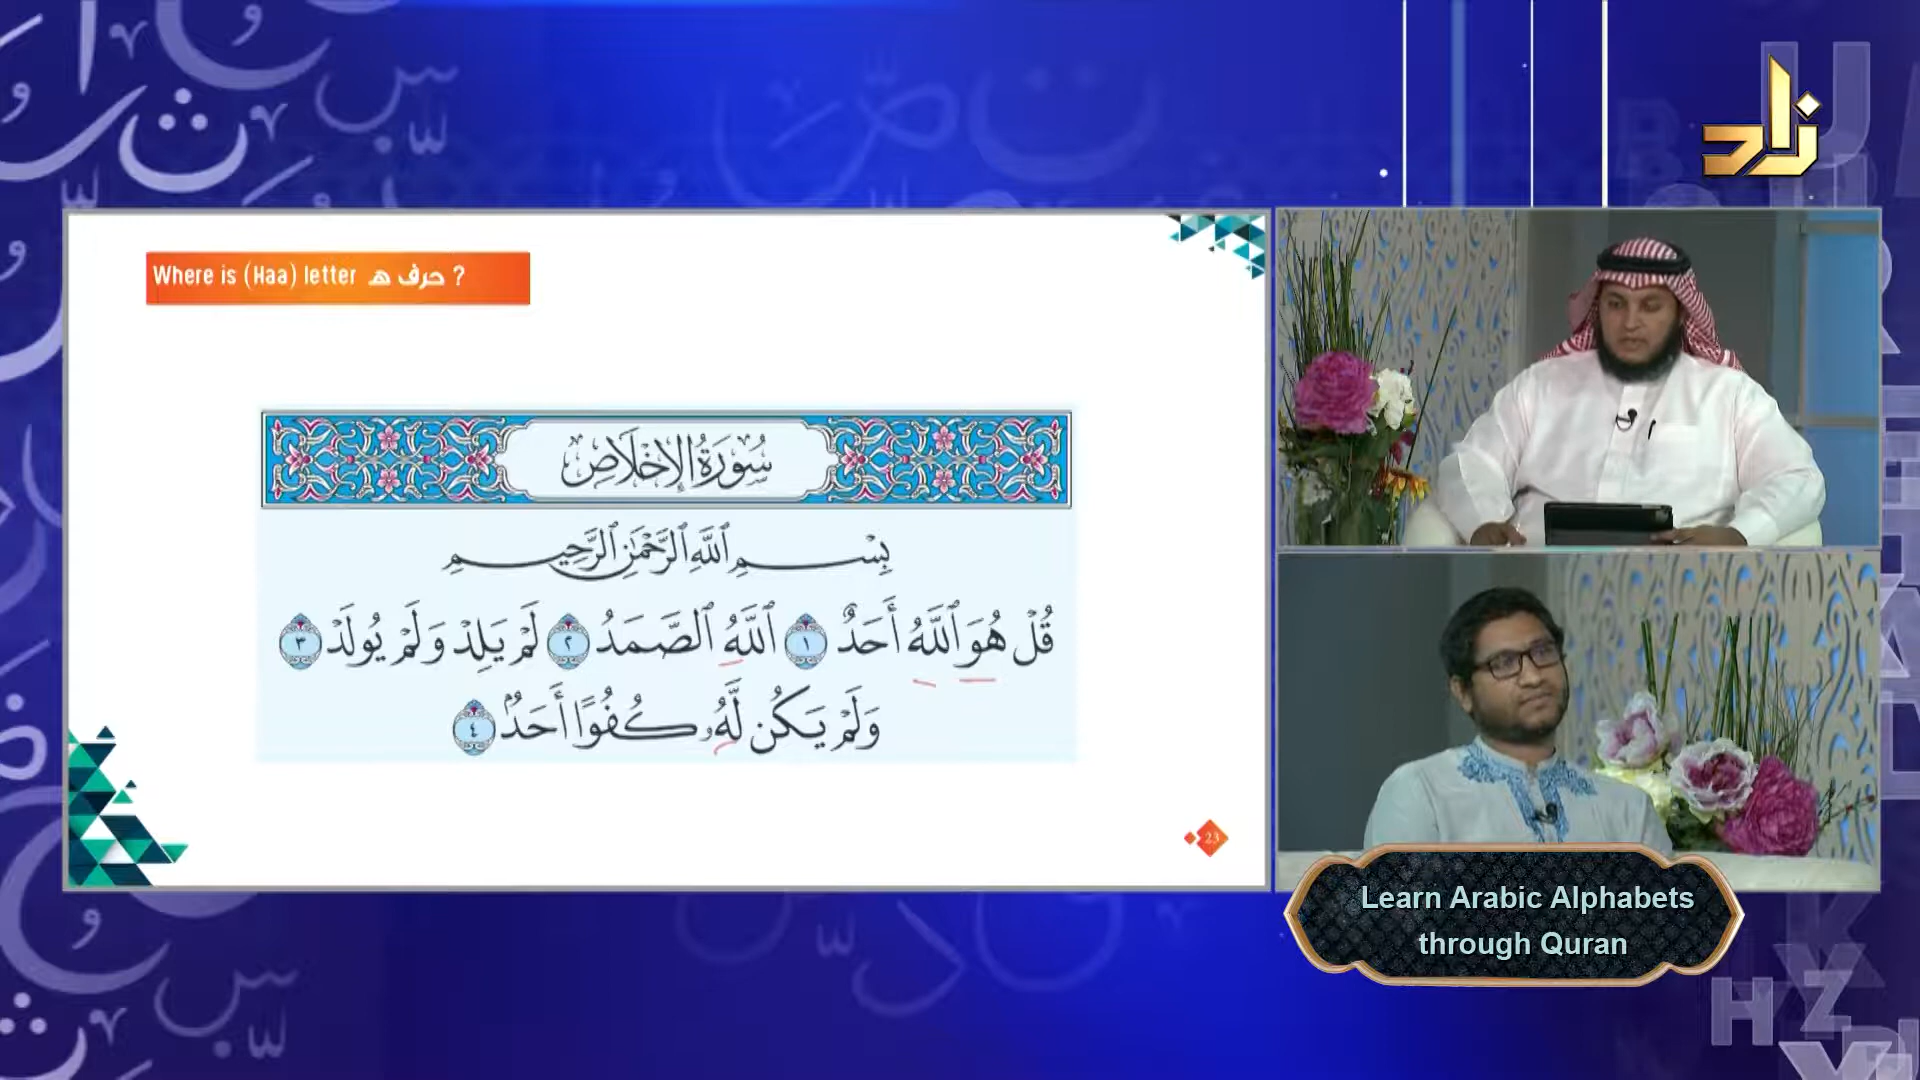 زاد
Where is (Haa) letter حرف هـ ?
سُورَةُ الإِخْلَاصِ
بِسْمِ ٱللَّهِ ٱلرَّحْمَٰنِ ٱلرَّحِيمِ
قُلْ هُوَ ٱللَّهُ أَحَدٌ ١ ٱللَّهُ ٱلصَّمَدُ ٢ لَمْ يَلِدْ وَلَمْ يُولَدْ ٣
وَلَمْ يَكُن لَّهُۥ كُفُوًا أَحَدٌۢ ٤
23
Learn Arabic Alphabets
through Quran